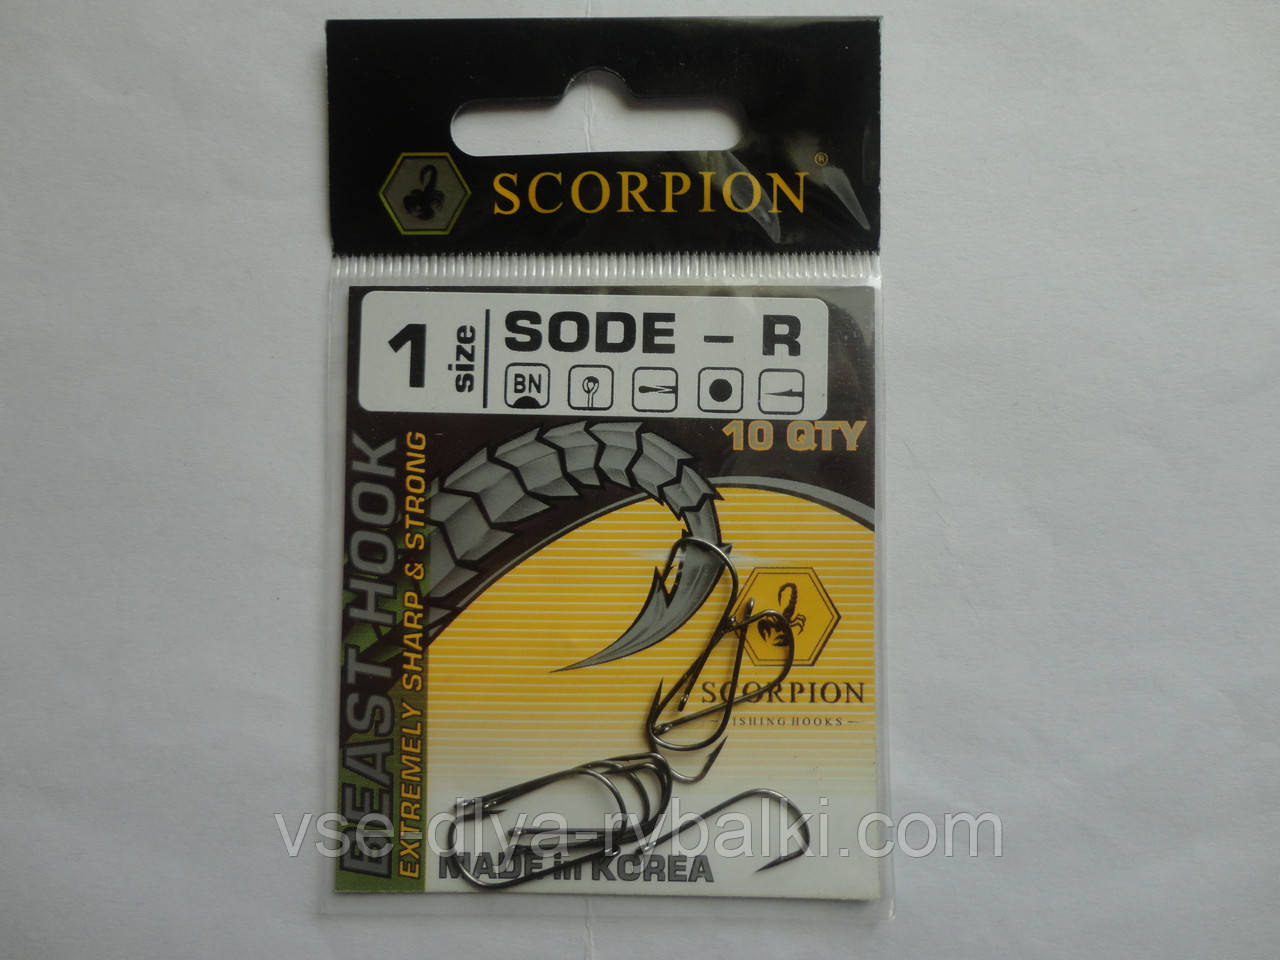 SCORPION ®
1 size
SODE - R
BN
10 QTY
BEAST HOOK
EXTREMELY SHARP & STRONG
SCORPION
FISHING HOOKS
MADE in KOREA
vse-dlya-rybalki.com